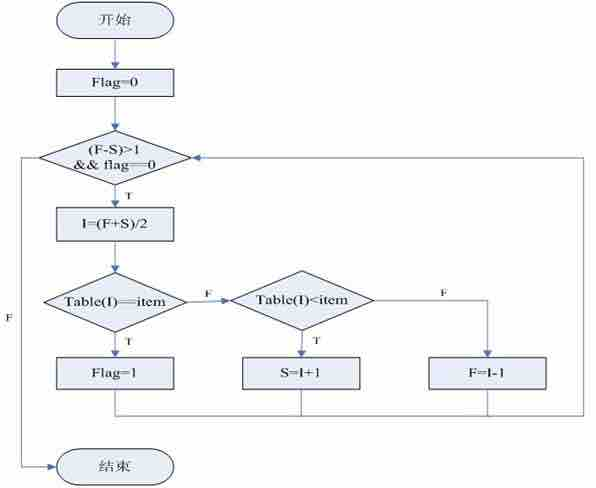 开始
Flag=0
(F-S)>1
&& flag==0
T
I=(F+S)/2
Table(I)==item
F
Table(I)<item
F
F
T
T
Flag=1
S=I+1
F=I-1
结束